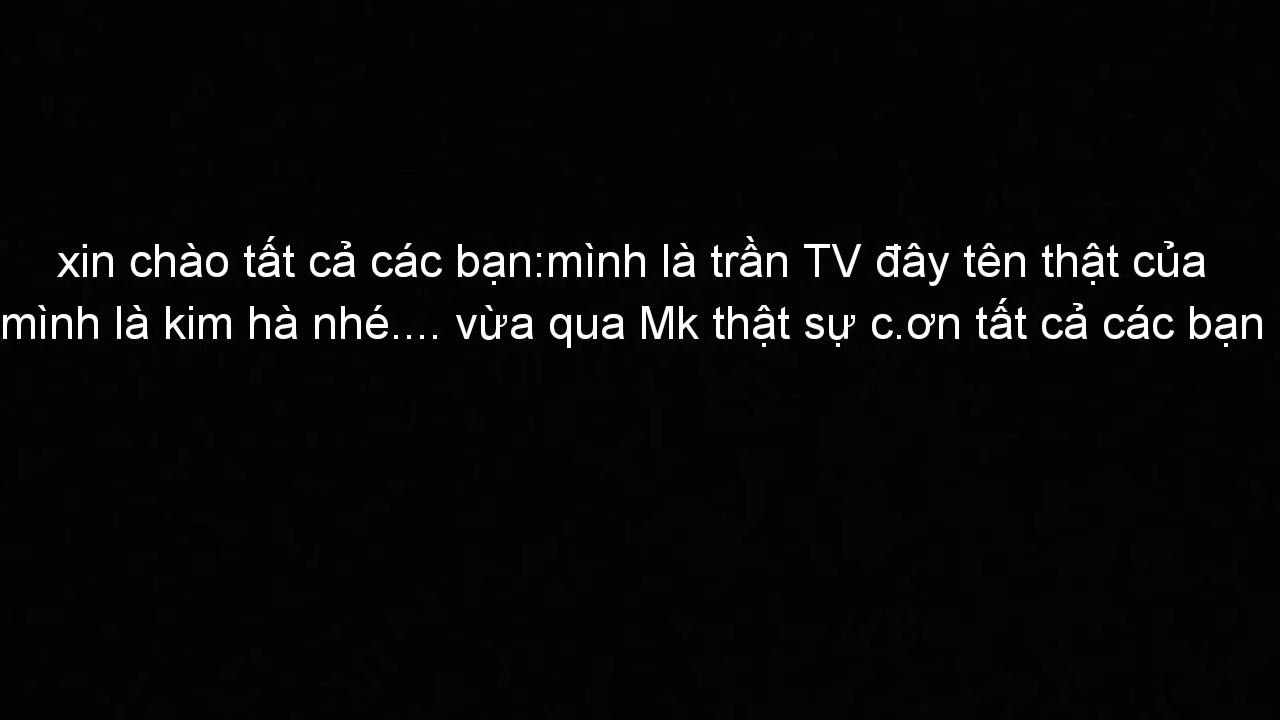 xin chào tất cả các bạn:mình là trần TV đây tên thật của
mình là kim hà nhé.... vừa qua Mk thật sự c.ơn tất cả các bạn